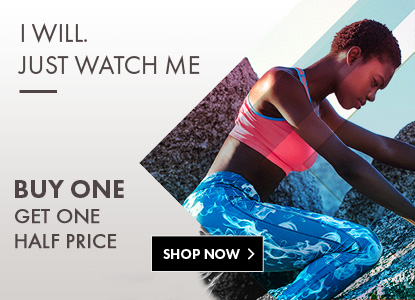 I WILL.
JUST WATCH ME
BUY ONE
GET ONE
HALF PRICE
SHOP NOW >